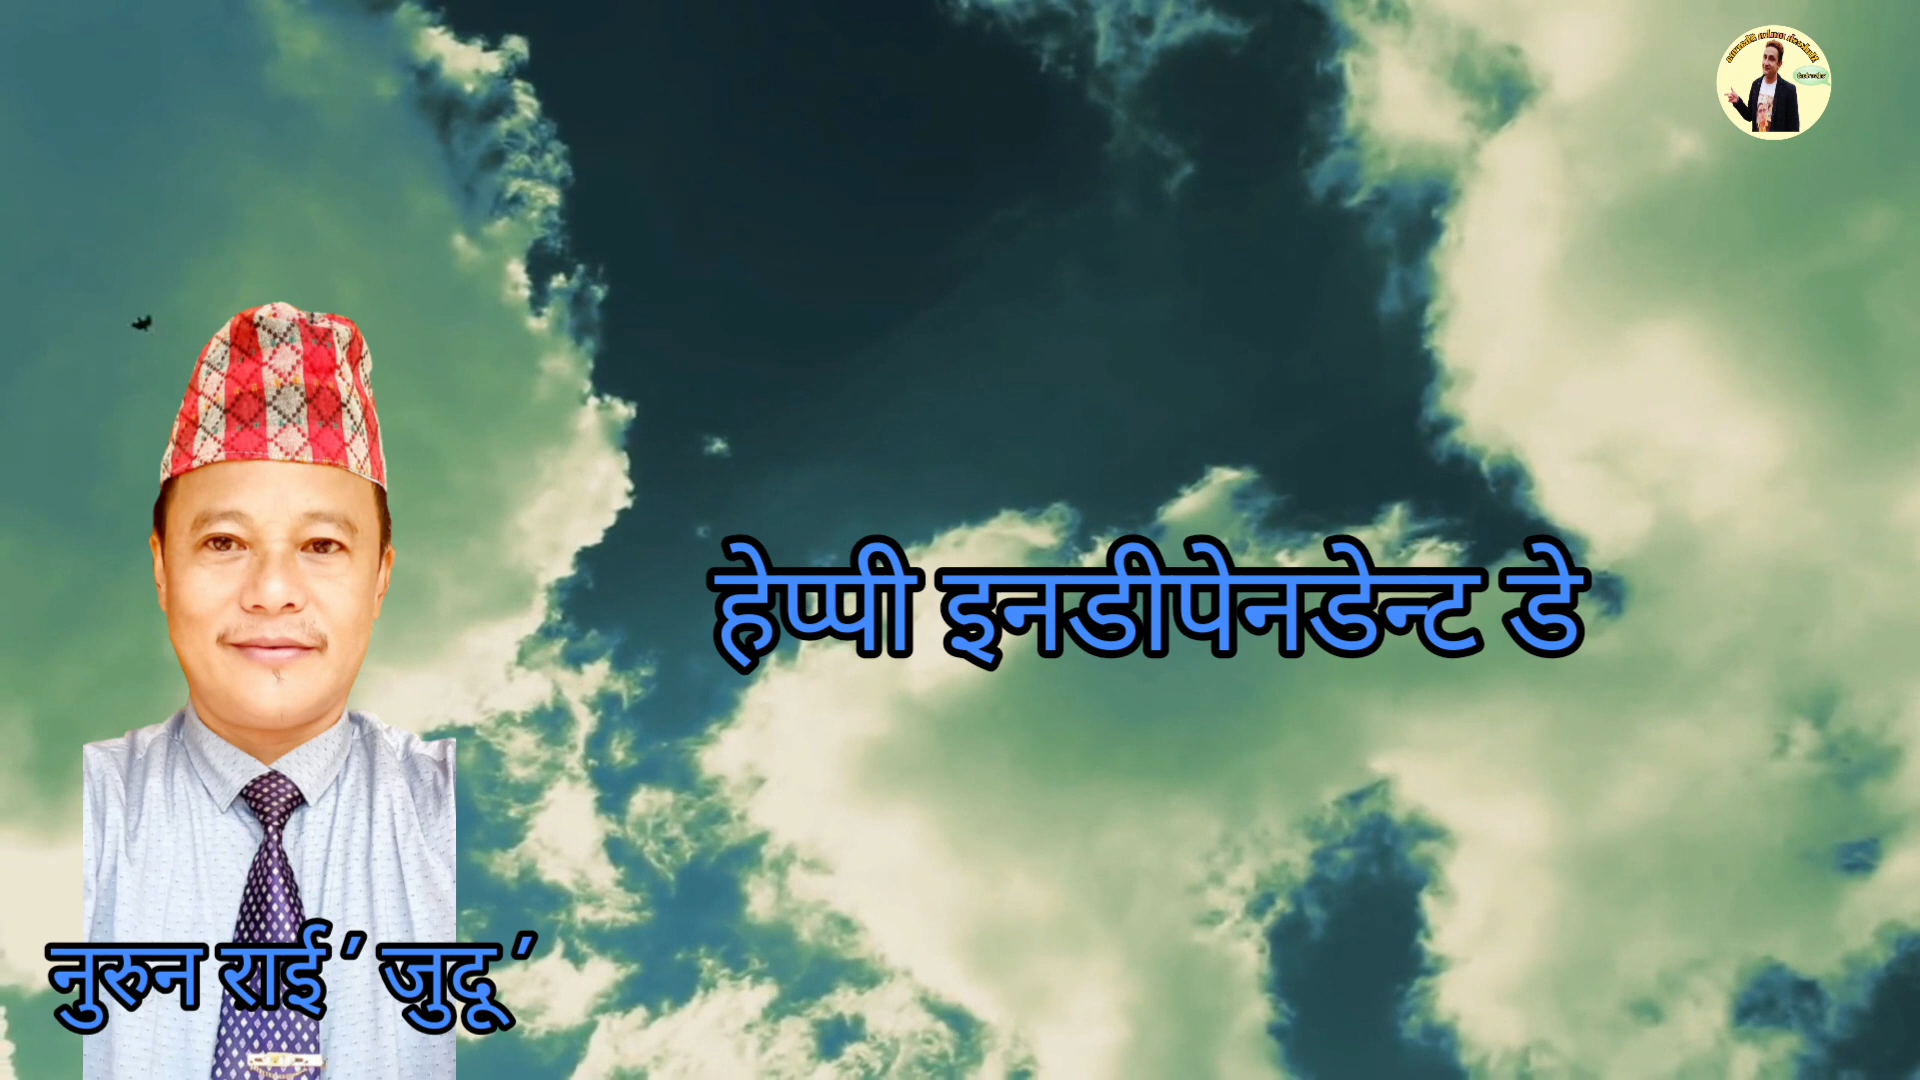 हेप्पी इनडीपेनडेन्ट डे
नुरुन राई ’ जुदू ’